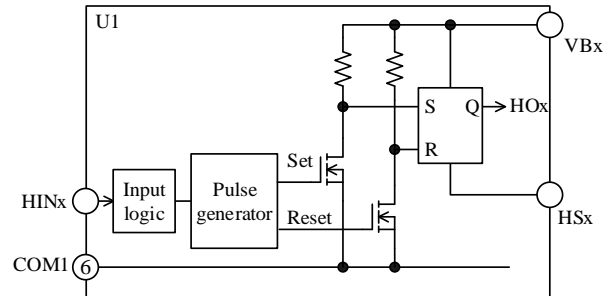 U1
VBx
S
Q
HOx
R
Set
HINx
Input
logic
Pulse
generator
Reset
HSx
COM1
6